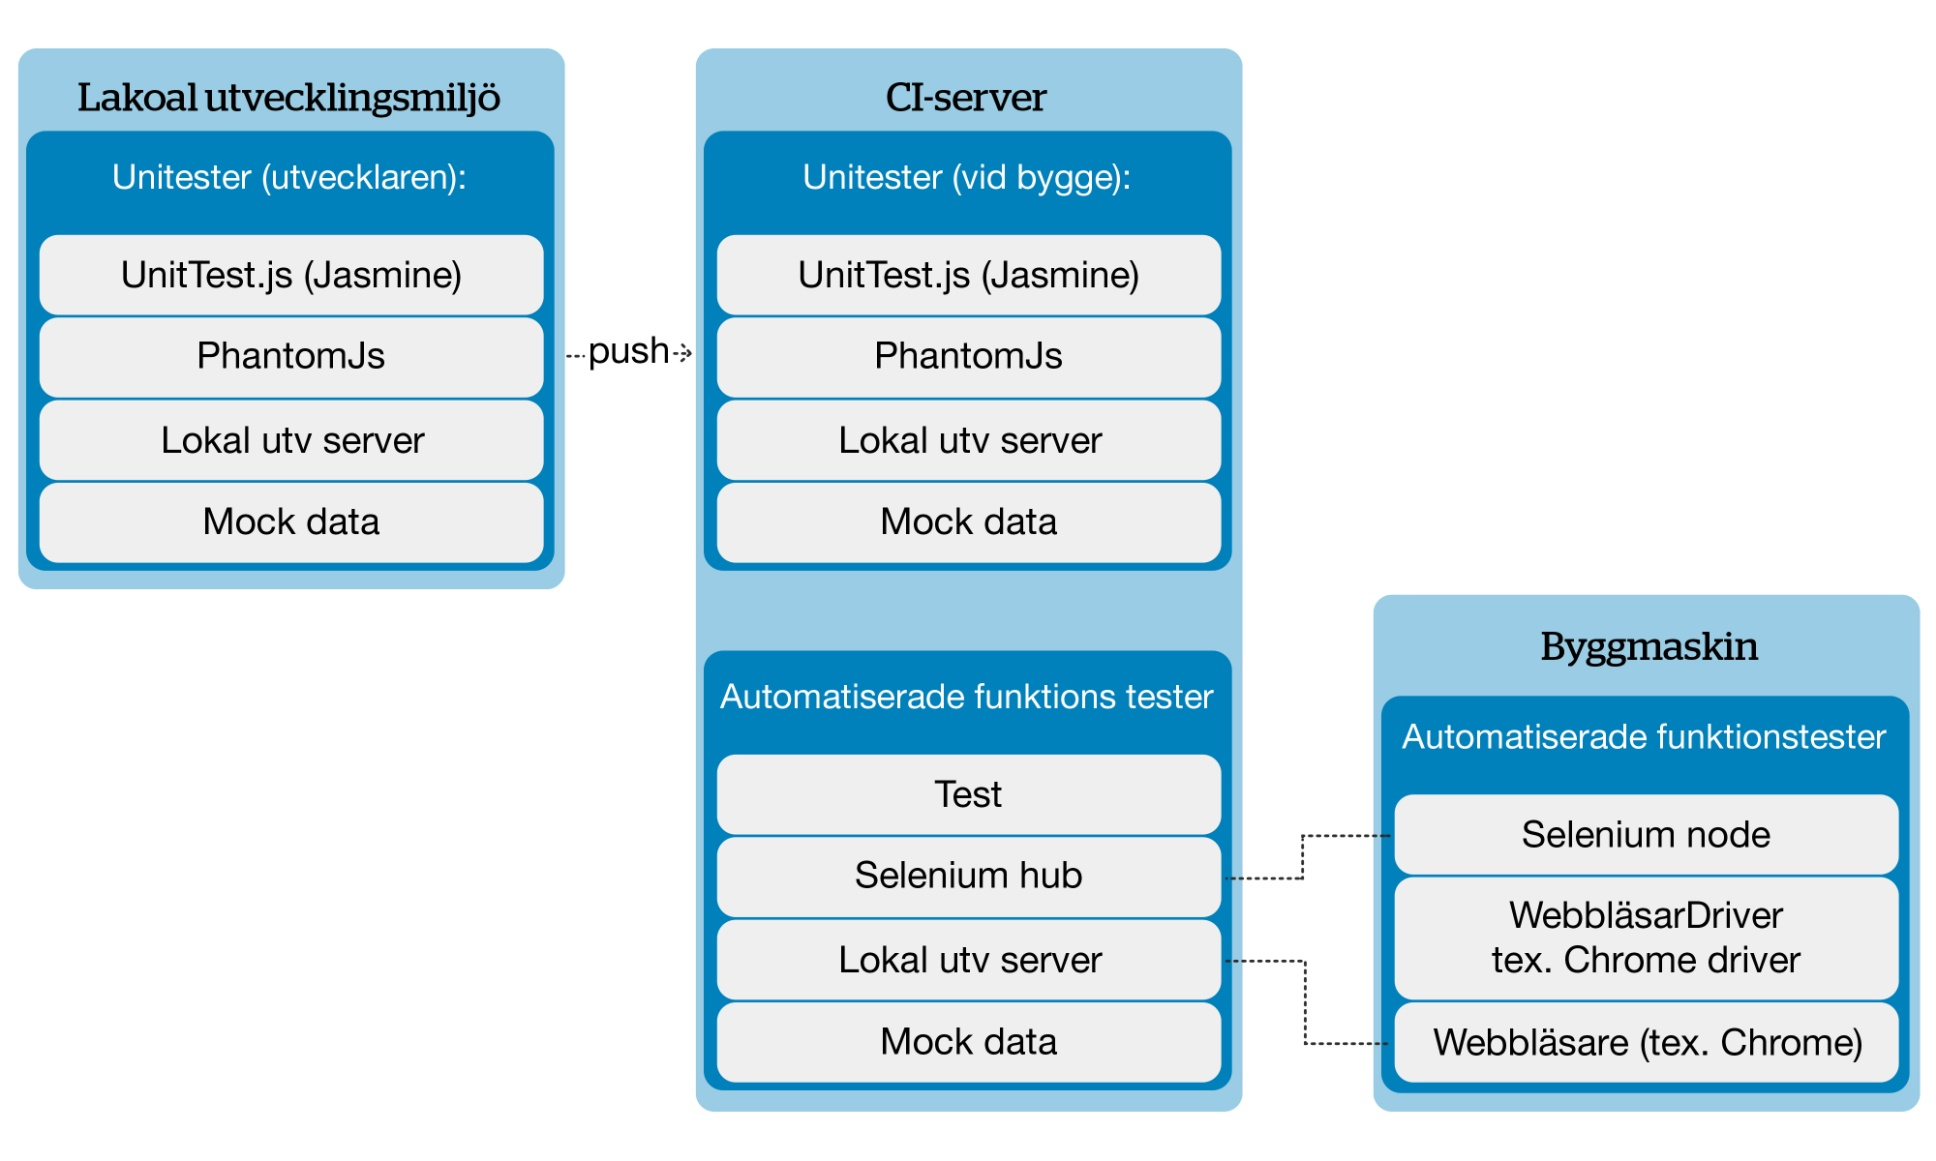 Lakoal utvecklingsmiljö
Unitester (utvecklaren):
UnitTest.js (Jasmine)
PhantomJs
Lokal utv server
Mock data
push
CI-server
Unitester (vid bygge):
UnitTest.js (Jasmine)
PhantomJs
Lokal utv server
Mock data
Automatiserade funktions tester
Test
Selenium hub
Lokal utv server
Mock data
Byggmaskin
Automatiserade funktionstester
Selenium node
WebbläsarDriver
tex. Chrome driver
Webbläsare (tex. Chrome)